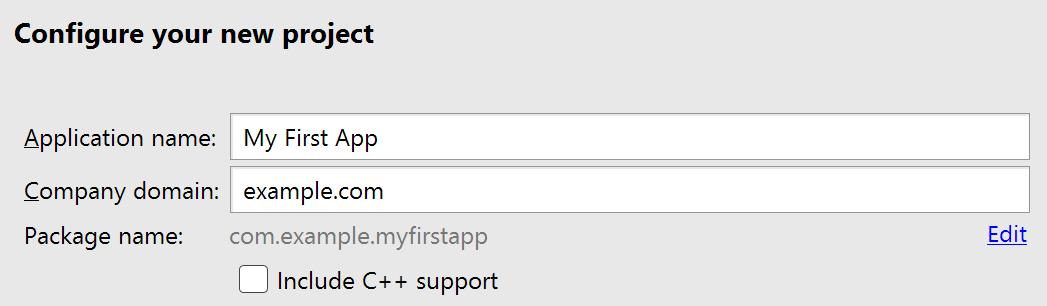 Configure your new project
Application name: My First App
Company domain: example.com
Package name: com.example.myfirstapp Edit
Include C++ support